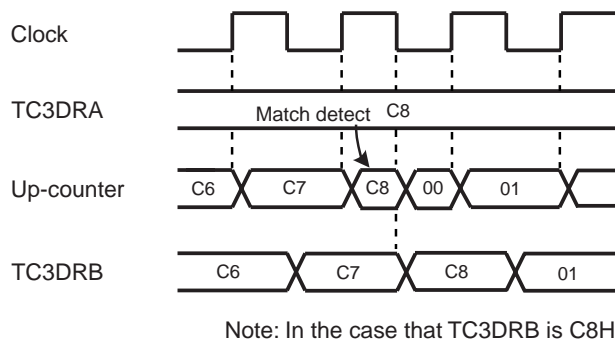 Clock
TC3DRA
Match detect C8
Up-counter C6 C7 C8 00 01
TC3DRB C6 C7 C8 01
Note: In the case that TC3DRB is C8H